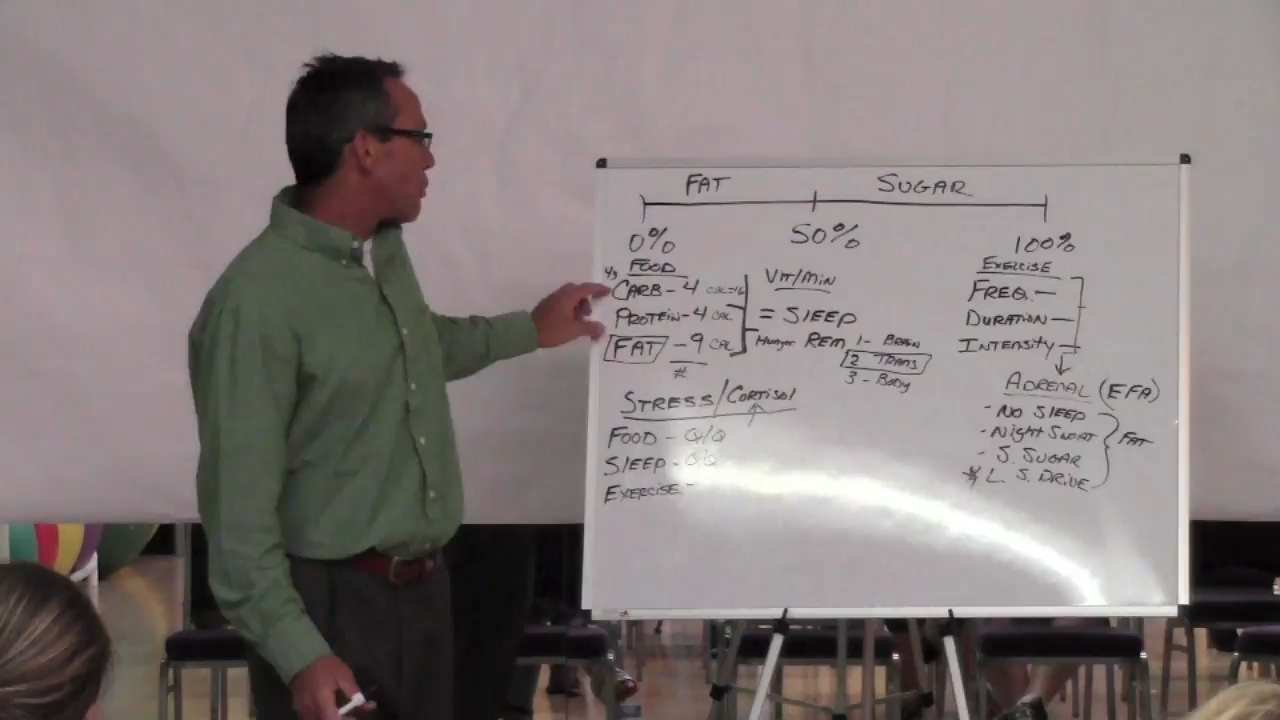 FAT SUGAR
0% 50% 100%
FOOD
CARB - 4 CAL
PROTEIN - 4 CAL
FAT - 9 CAL
#
VIT/MIN
= SLEEP
Hunger REM 1 - BRAIN
2 TRANS
3 - BODY
STRESS/CORTISOL
FOOD - Q/Q
SLEEP - Q/Q
EXERCISE -
EXERCISE
FREQ. -
DURATION -
INTENSITY -
ADRENAL (EFA)
- NO SLEEP
- Night SWEAT
- S. SUGAR
L. S. DRIVE
FAT